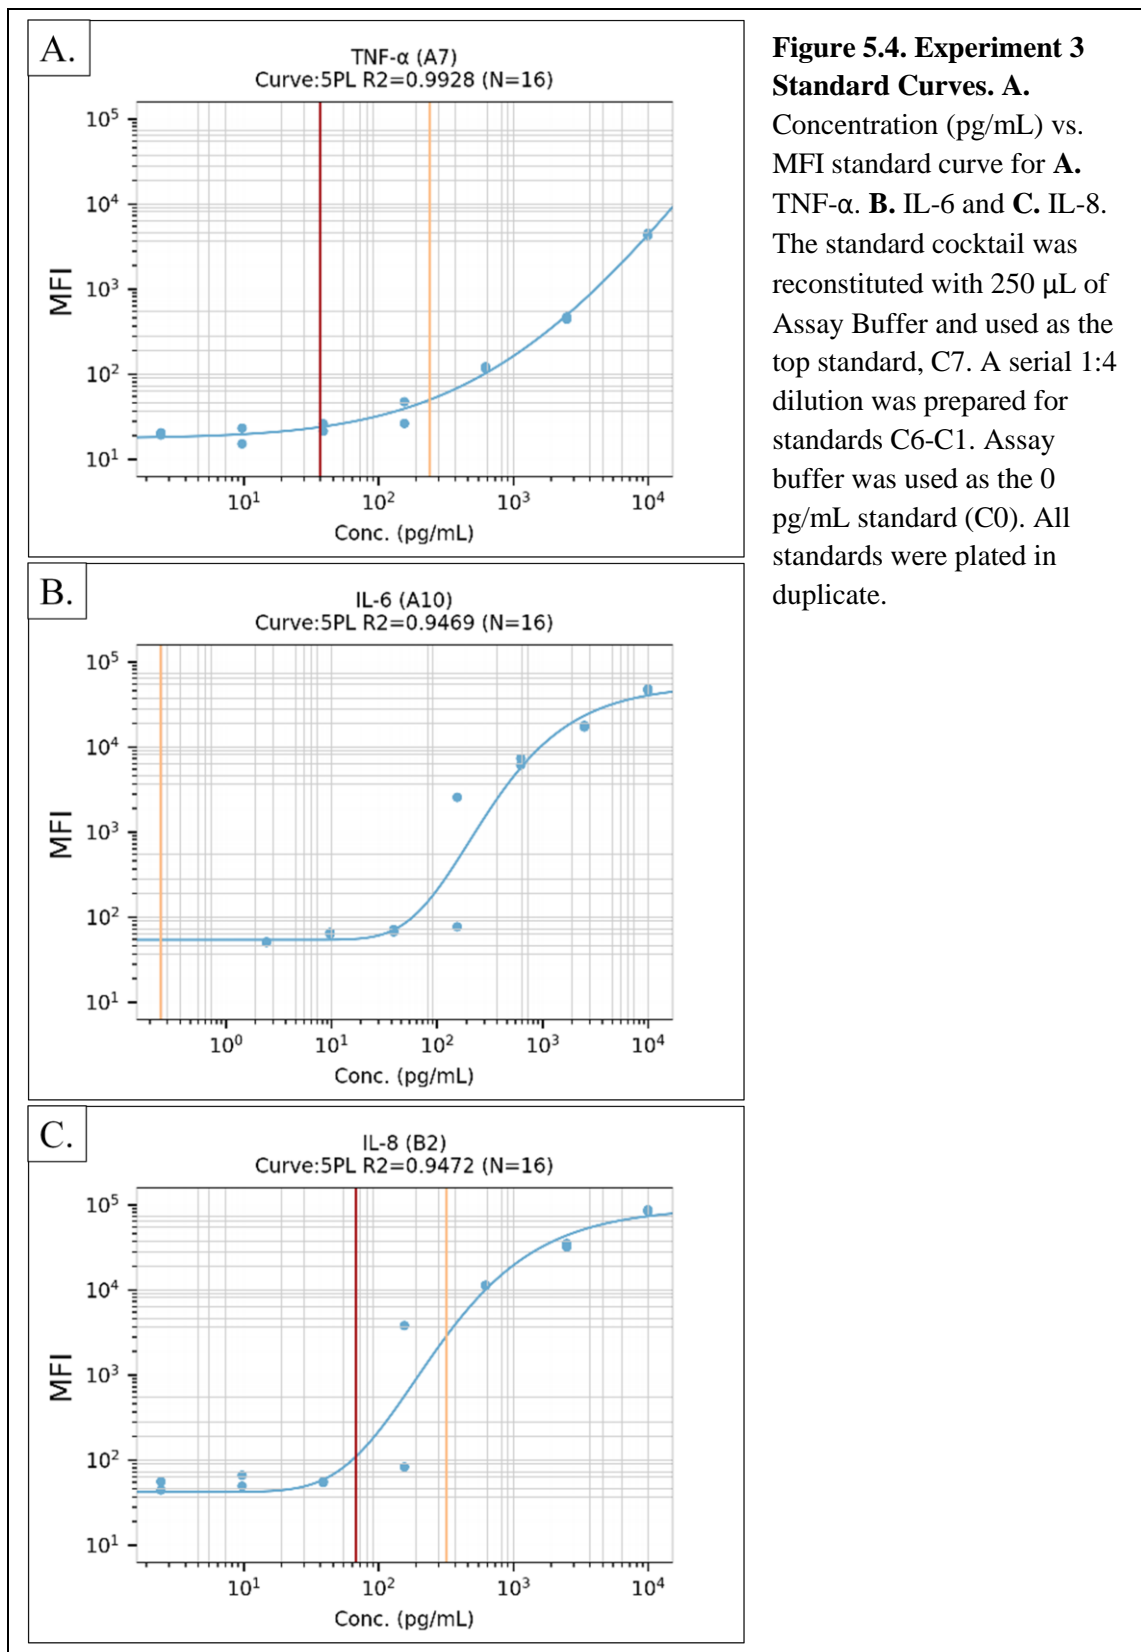 A.
TNF-α (A7)
Curve:5PL R2=0.9928 (N=16)
10⁵
10⁴
10³
10²
10¹
MFI
10¹ 10² 10³ 10⁴
Conc. (pg/mL)
B.
IL-6 (A10)
Curve:5PL R2=0.9469 (N=16)
10⁵
10⁴
10³
10²
10¹
MFI
10⁰ 10¹ 10² 10³ 10⁴
Conc. (pg/mL)
C.
IL-8 (B2)
Curve:5PL R2=0.9472 (N=16)
10⁵
10⁴
10³
10²
10¹
MFI
10¹ 10² 10³ 10⁴
Conc. (pg/mL)
Figure 5.4. Experiment 3
Standard Curves. A.
Concentration (pg/mL) vs.
MFI standard curve for A.
TNF-α. B. IL-6 and C. IL-8.
The standard cocktail was
reconstituted with 250 μL of
Assay Buffer and used as the
top standard, C7. A serial 1:4
dilution was prepared for
standards C6-C1. Assay
buffer was used as the 0
pg/mL standard (C0). All
standards were plated in
duplicate.